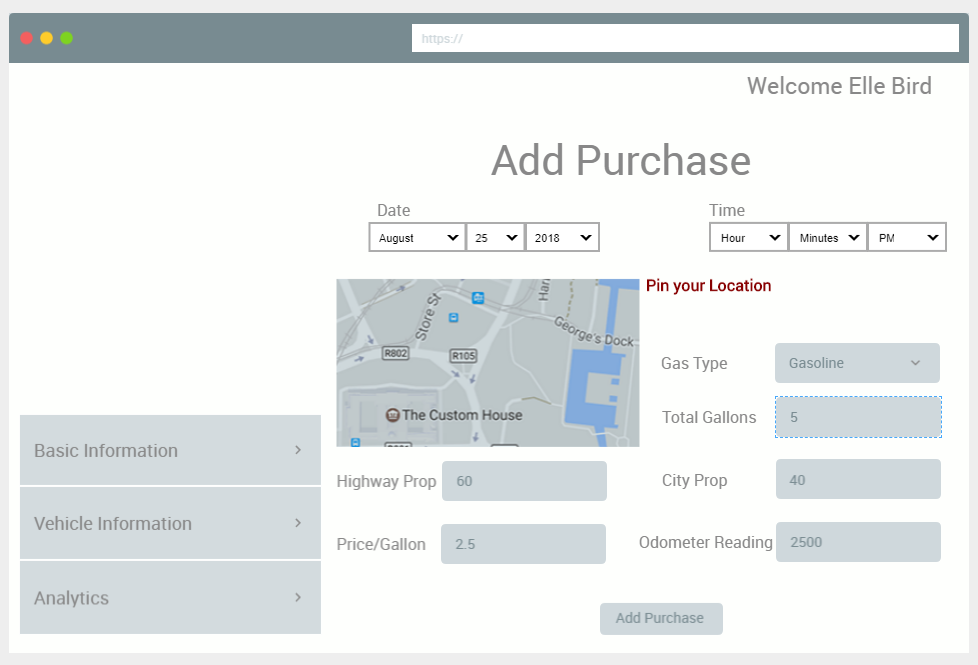 https://
Welcome Elle Bird
Add Purchase
Date
Time
August 25 2018
Hour Minutes PM
Pin your Location
Store St
George's Dock
R802
R105
The Custom House
Gas Type Gasoline
Total Gallons 5
Basic Information
Highway Prop 60
City Prop 40
Vehicle Information
Price/Gallon 2.5
Odometer Reading 2500
Analytics
Add Purchase